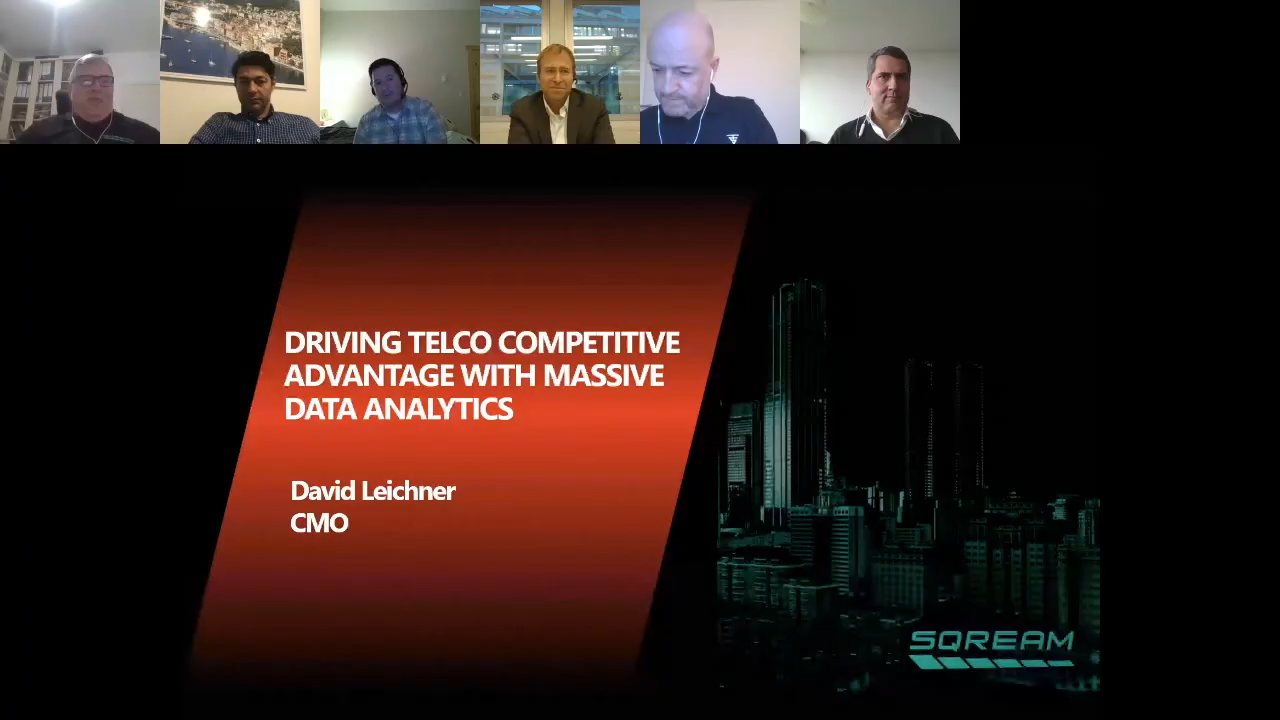 DRIVING TELCO COMPETITIVE
ADVANTAGE WITH MASSIVE
DATA ANALYTICS
David Leichner
CMO
SQREAM